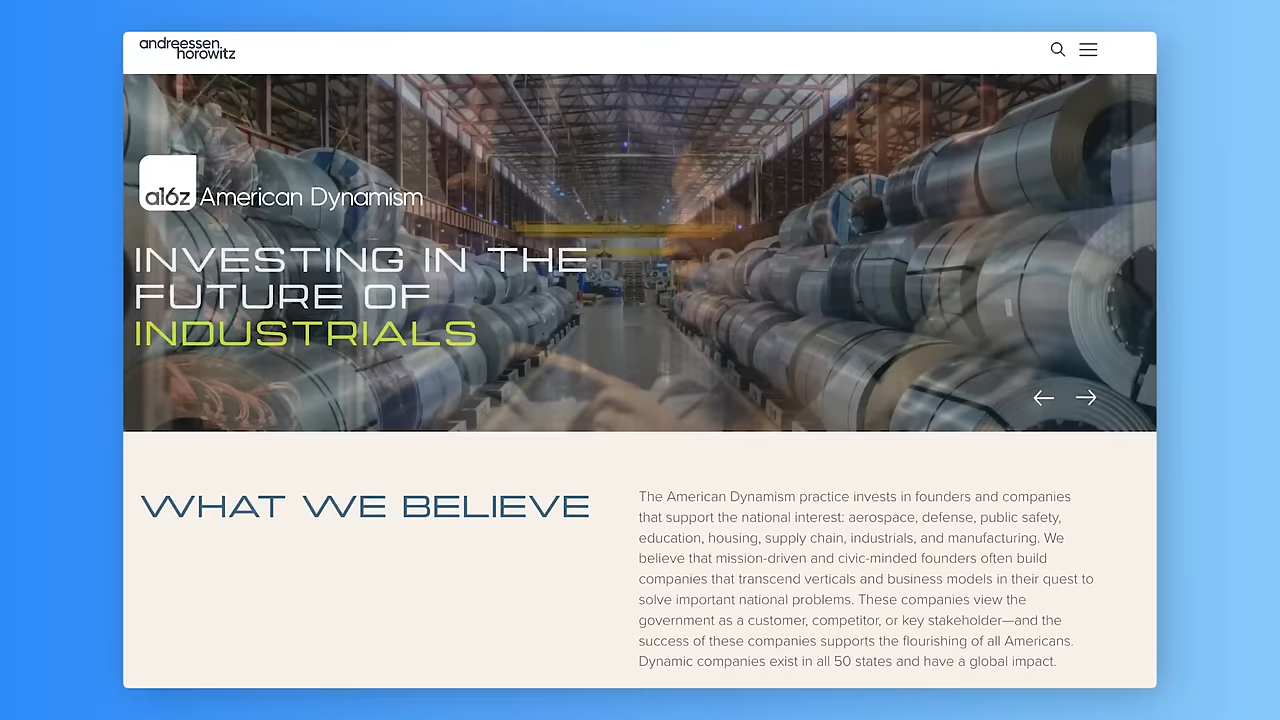 andreessen.
horowitz
a16z American Dynamism
INVESTING IN THE
FUTURE OF
INDUSTRIALS
WHAT WE BELIEVE
The American Dynamism practice invests in founders and companies
that support the national interest: aerospace, defense, public safety,
education, housing, supply chain, industrials, and manufacturing. We
believe that mission-driven and civic-minded founders often build
companies that transcend verticals and business models in their quest to
solve important national problems. These companies view the
government as a customer, competitor, or key stakeholder—and the
success of these companies supports the flourishing of all Americans.
Dynamic companies exist in all 50 states and have a global impact.